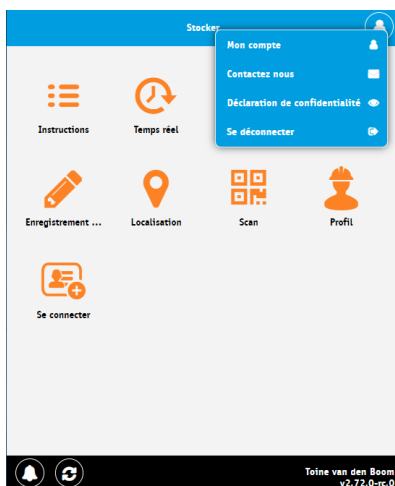 Stocker
Mon compte
Contactez nous
Déclaration de confidentialité
Se déconnecter
Instructions
Temps réel
Enregistrement ...
Localisation
Scan
Profil
Se connecter
Toine van den Boom
v2.72.0-rc.0